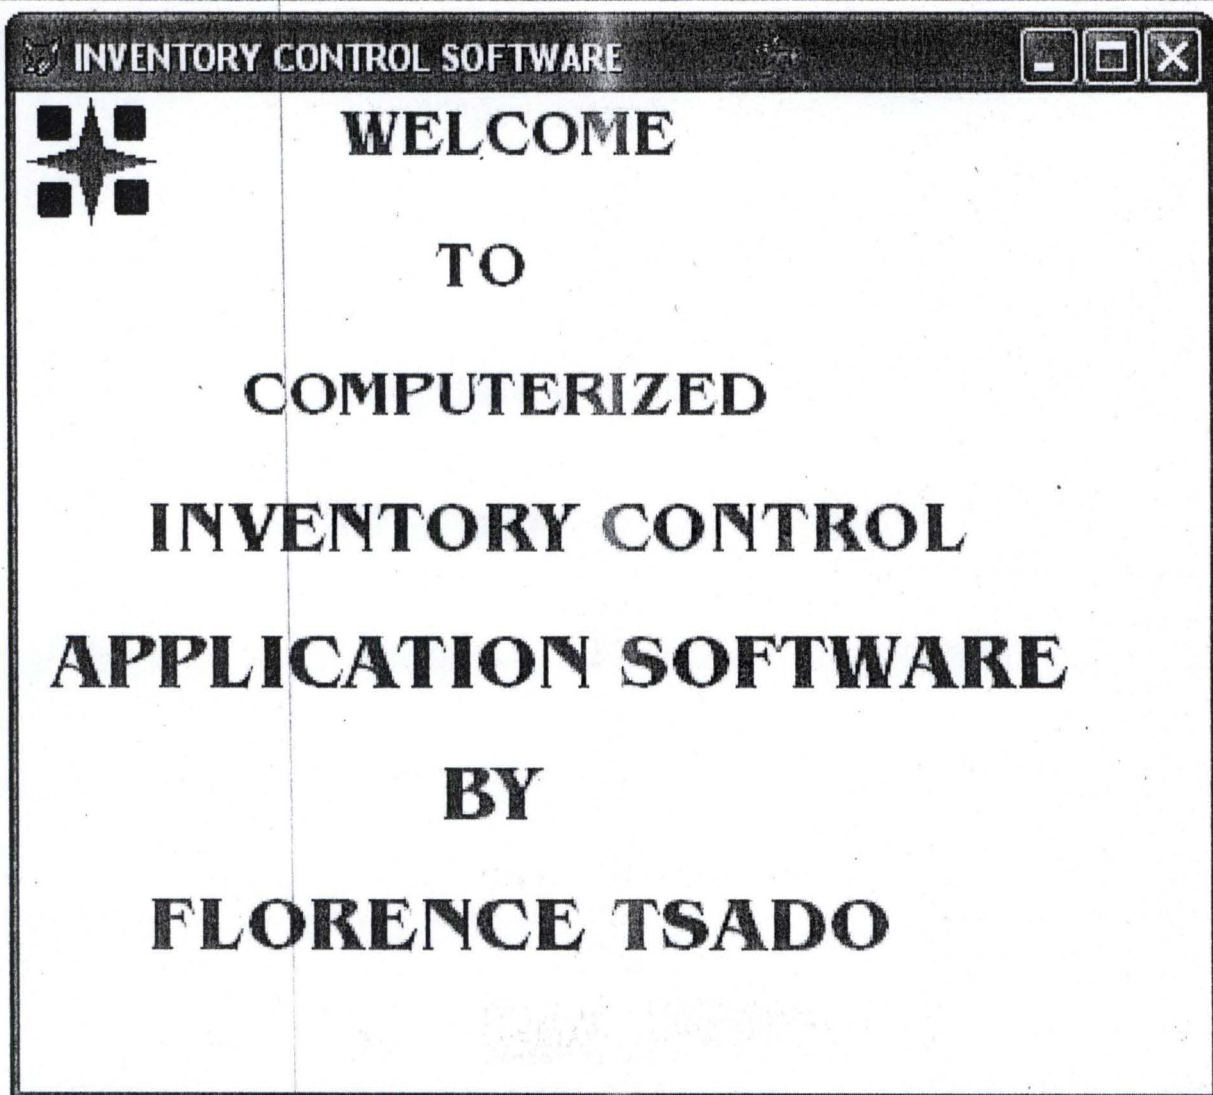 INVENTORY CONTROL SOFTWARE
WELCOME
TO
COMPUTERIZED
INVENTORY CONTROL
APPLICATION SOFTWARE
BY
FLORENCE TSADO